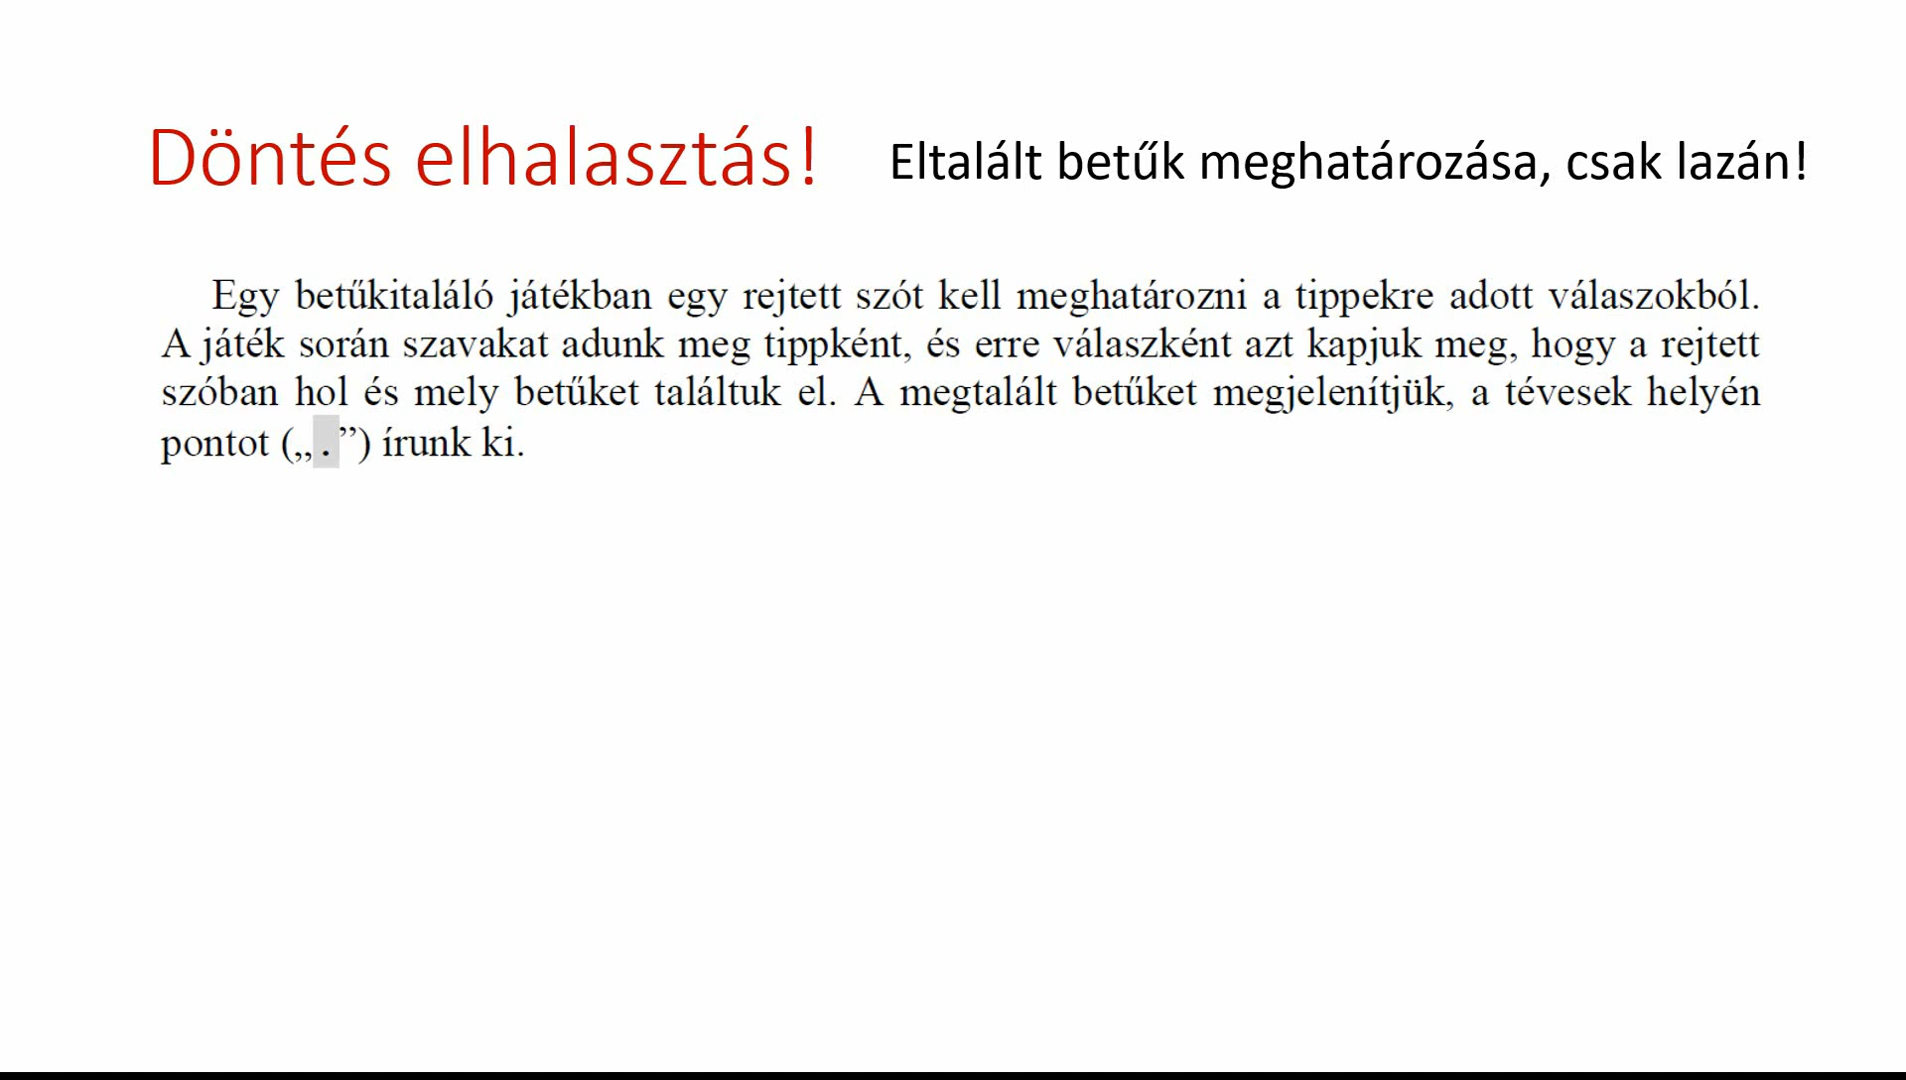 Döntés elhalasztás! Eltalált betűk meghatározása, csak lazán!
Egy betűkitaláló játékban egy rejtett szót kell meghatározni a tippekre adott válaszokból.
A játék során szavakat adunk meg tippként, és erre válaszként azt kapjuk meg, hogy a rejtett
szóban hol és mely betűket találtuk el. A megtalált betűket megjelenítjük, a tévesek helyén
pontot („.”) írunk ki.